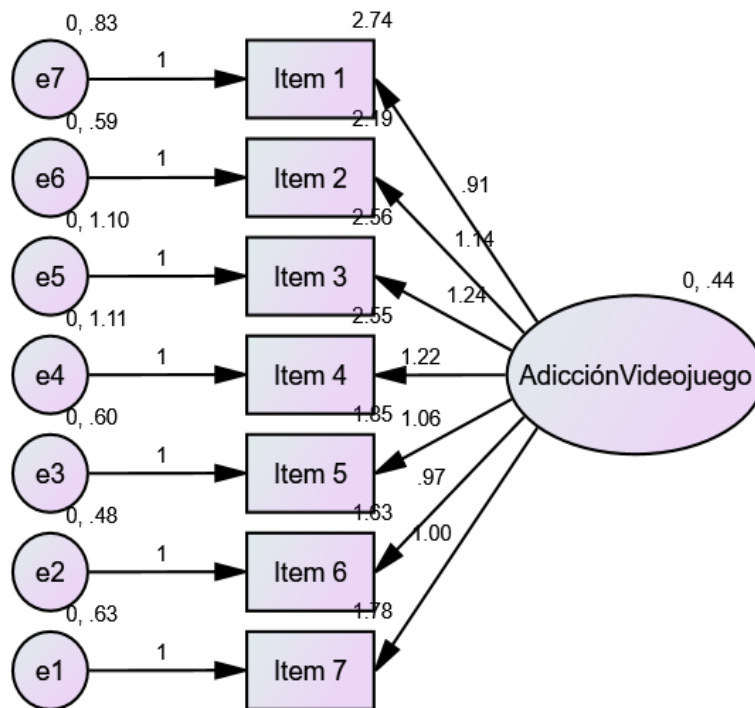 0, .83
2.74
e7
1
Item 1
0, .59
2.19
e6
1
Item 2
.91
0, 1.10
2.56
e5
1
Item 3
1.14
0, 1.11
2.55
e4
1
Item 4
1.24
1.22
0, .44
AdicciónVideojuego
0, .60
1.85
e3
1
Item 5
1.06
0, .48
1.63
e2
1
Item 6
.97
0, .63
1.78
e1
1
Item 7
1.00